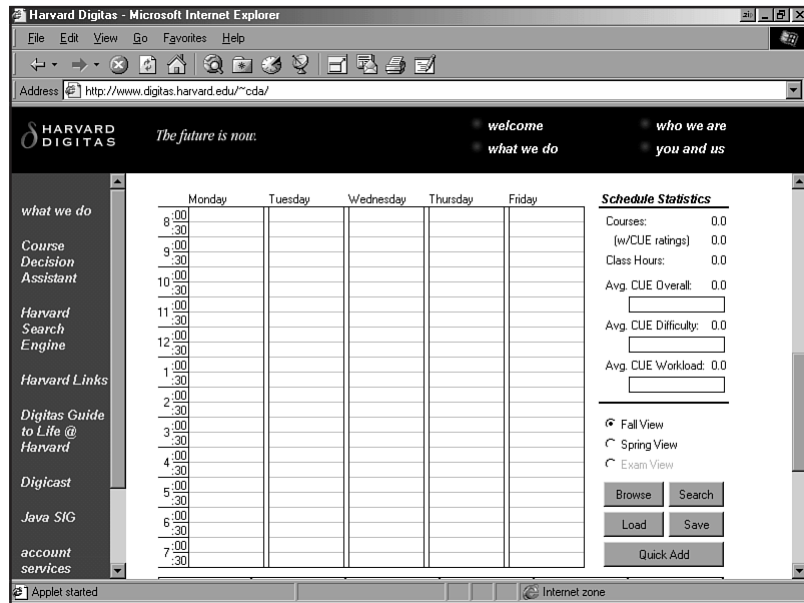 Harvard Digitas - Microsoft Internet Explorer
File Edit View Go Favorites Help
Address http://www.digitas.harvard.edu/~cda/
HARVARD
DIGITAS
The future is now.
welcome
who we are
what we do
you and us
what we do
Course
Decision
Assistant
Harvard
Search
Engine
Harvard Links
Digitas Guide
to Life @
Harvard
Digicast
Java SIG
account
services
Monday Tuesday Wednesday Thursday Friday
8 :00
:30
9 :00
:30
10 :00
:30
11 :00
:30
12 :00
:30
1 :00
:30
2 :00
:30
3 :00
:30
4 :00
:30
5 :00
:30
6 :00
:30
7 :00
:30
Schedule Statistics
Courses: 0.0
(w/CUE ratings) 0.0
Class Hours: 0.0
Avg. CUE Overall: 0.0
Avg. CUE Difficulty: 0.0
Avg. CUE Workload: 0.0
Fall View
Spring View
Exam View
Browse Search
Load Save
Quick Add
Applet started
Internet zone